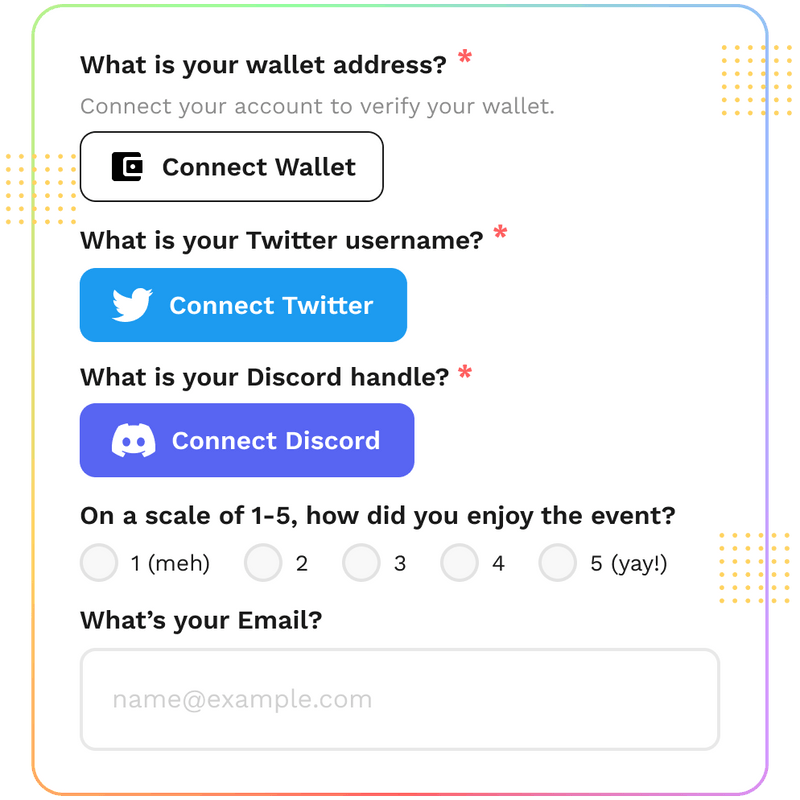 What is your wallet address? *
Connect your account to verify your wallet.
Connect Wallet
What is your Twitter username? *
Connect Twitter
What is your Discord handle? *
Connect Discord
On a scale of 1-5, how did you enjoy the event?
1 (meh) 2 3 4 5 (yay!)
What’s your Email?
name@example.com